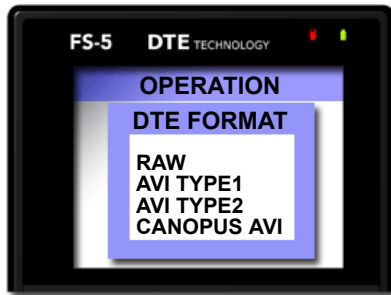 FS-5 DTE TECHNOLOGY
OPERATION
DTE FORMAT
RAW
AVI TYPE1
AVI TYPE2
CANOPUS AVI